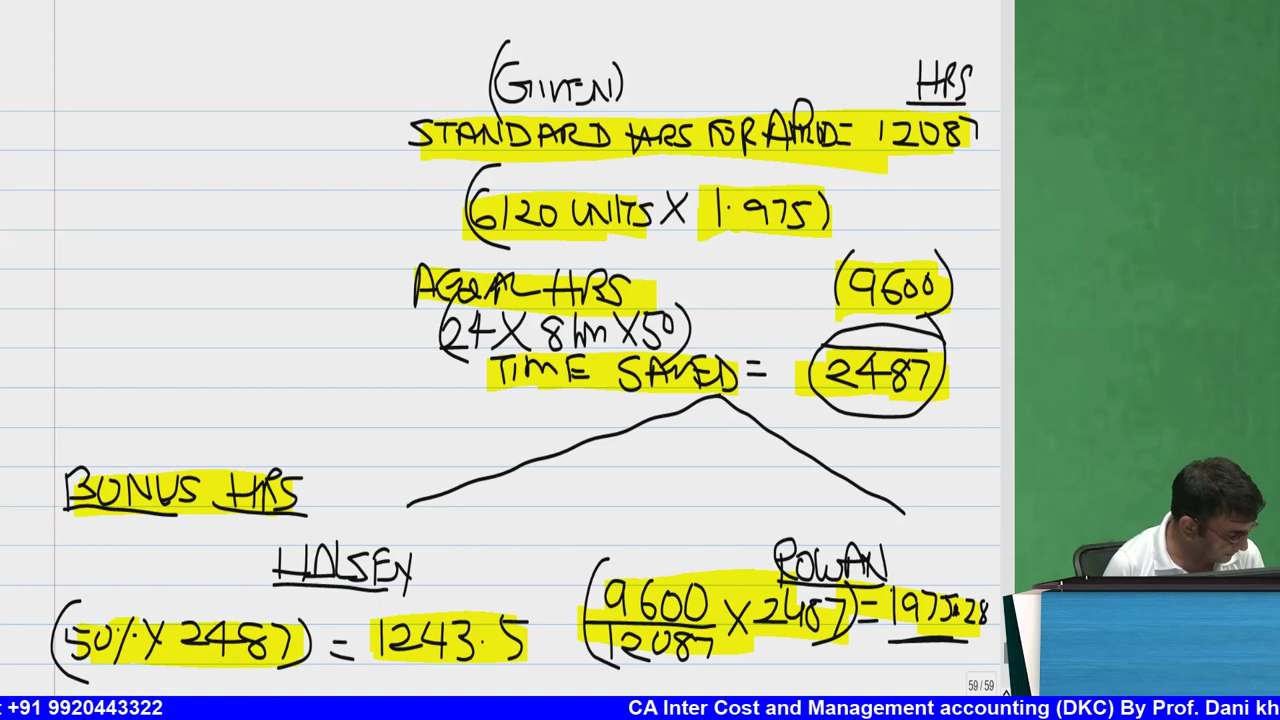 (GIVEN) HRS
STANDARD HRS FOR A.PROD= 12087
(6120 UNITS X 1.975)
ACTUAL HRS (9600)
(24 X 8 hrs X 50)
TIME SAVED = 2487
BONUS HRS
HALSEY ROWAN
(50% X 2487) = 1243.5 (9600/12087 X 2487) = 1975.28
59 / 59
t +91 9920443322 CA Inter Cost and Management accounting (DKC) By Prof. Dani kh